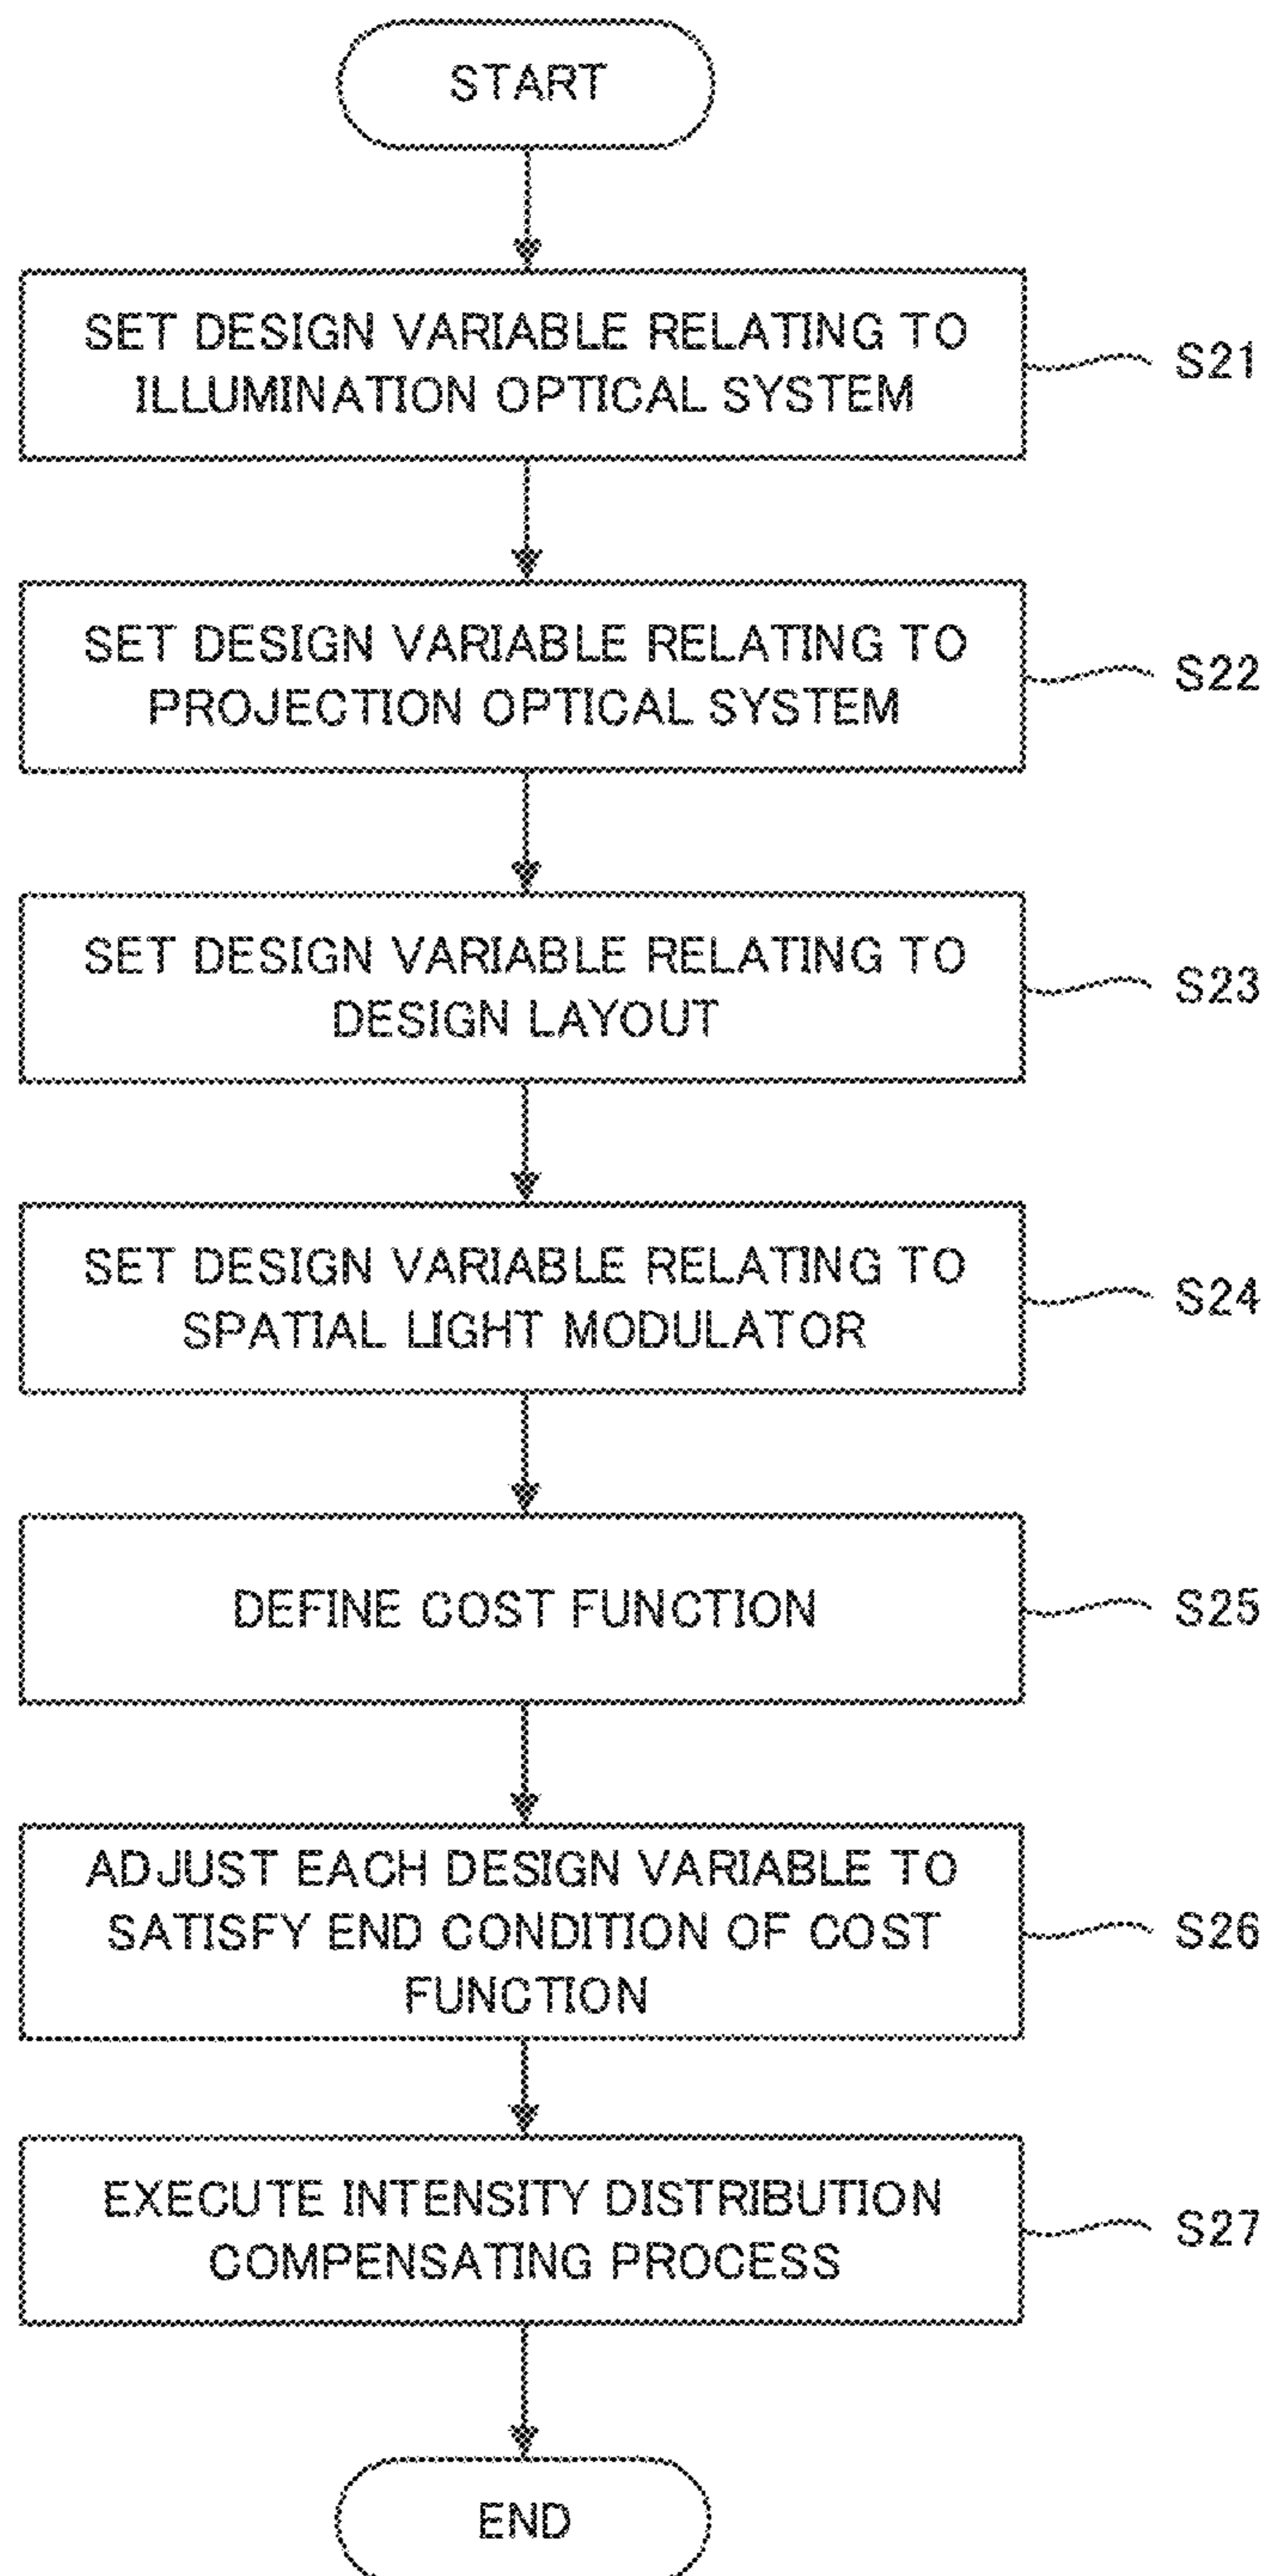 START
SET DESIGN VARIABLE RELATING TO
ILLUMINATION OPTICAL SYSTEM
S21
SET DESIGN VARIABLE RELATING TO
PROJECTION OPTICAL SYSTEM
S22
SET DESIGN VARIABLE RELATING TO
DESIGN LAYOUT
S23
SET DESIGN VARIABLE RELATING TO
SPATIAL LIGHT MODULATOR
S24
DEFINE COST FUNCTION
S25
ADJUST EACH DESIGN VARIABLE TO
SATISFY END CONDITION OF COST
FUNCTION
S26
EXECUTE INTENSITY DISTRIBUTION
COMPENSATING PROCESS
S27
END